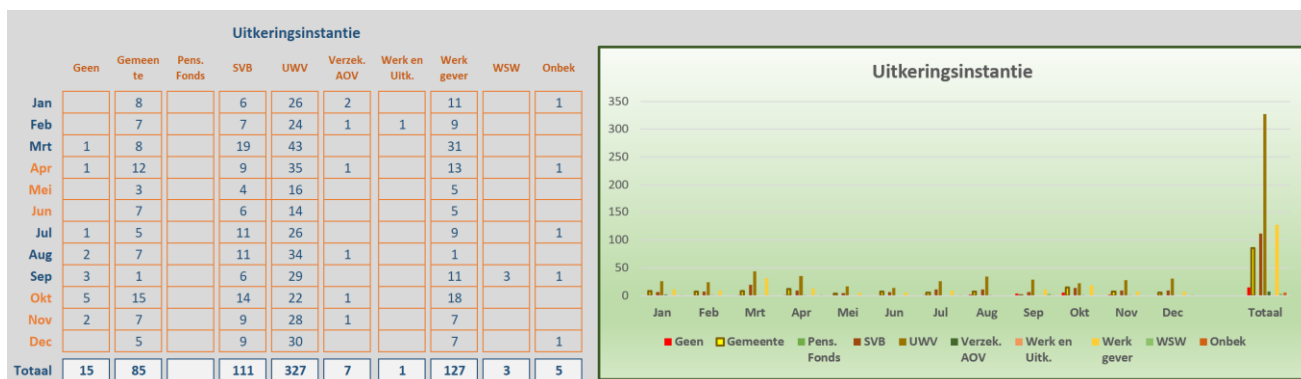 Uitkeringsinstantie
Geen Gemeen te Pens. Fonds SVB UWV Verzek. AOV Werk en Uitk. Werk gever WSW Onbek
Jan 8 6 26 2 11 1
Feb 7 7 24 1 1 9
Mrt 1 8 19 43 31
Apr 1 12 9 35 1 13 1
Mei 3 4 16 5
Jun 7 6 14 5
Jul 1 5 11 26 9 1
Aug 2 7 11 34 1 1
Sep 3 1 6 29 11 3 1
Okt 5 15 14 22 1 18
Nov 2 7 9 28 1 7
Dec 5 9 30 7 1
Totaal 15 85 111 327 7 1 127 3 5
Uitkeringsinstantie
350
300
250
200
150
100
50
0
Jan Feb Mrt Apr Mei Jun Jul Aug Sep Okt Nov Dec Totaal
Geen Gemeente Pens. Fonds SVB UWV Verzek. AOV Werk en Uitk. Werk gever WSW Onbek